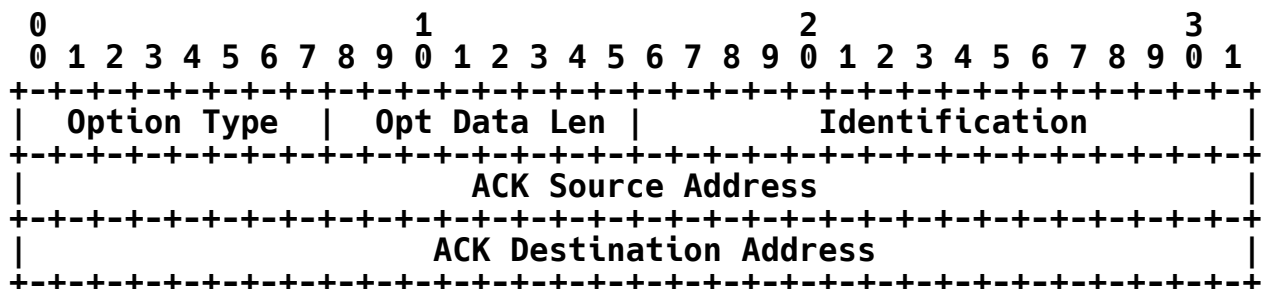 0                   1                   2                   3
 0 1 2 3 4 5 6 7 8 9 0 1 2 3 4 5 6 7 8 9 0 1 2 3 4 5 6 7 8 9 0 1
+-+-+-+-+-+-+-+-+-+-+-+-+-+-+-+-+-+-+-+-+-+-+-+-+-+-+-+-+-+-+-+-+
|  Option Type  |  Opt Data Len |         Identification        |
+-+-+-+-+-+-+-+-+-+-+-+-+-+-+-+-+-+-+-+-+-+-+-+-+-+-+-+-+-+-+-+-+
|                       ACK Source Address                      |
+-+-+-+-+-+-+-+-+-+-+-+-+-+-+-+-+-+-+-+-+-+-+-+-+-+-+-+-+-+-+-+-+
|                     ACK Destination Address                   |
+-+-+-+-+-+-+-+-+-+-+-+-+-+-+-+-+-+-+-+-+-+-+-+-+-+-+-+-+-+-+-+-+